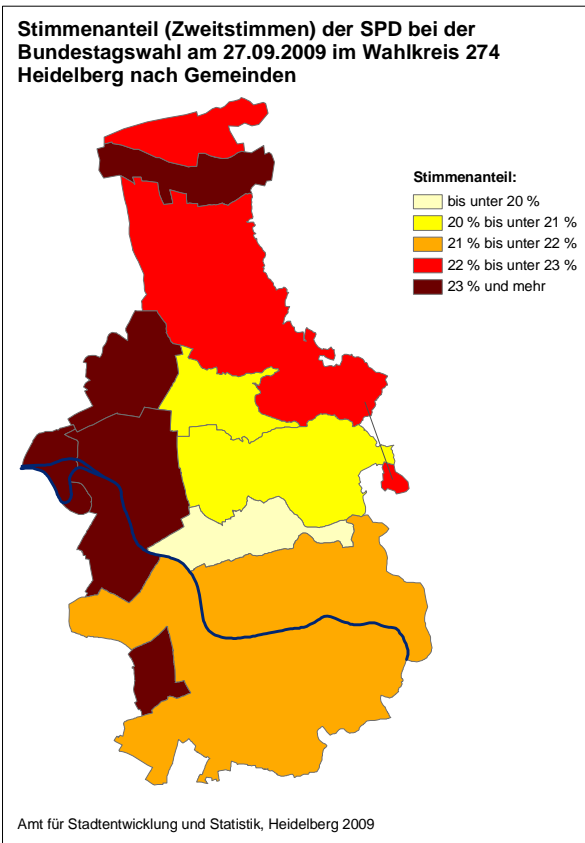 Stimmenanteil (Zweitstimmen) der SPD bei der
Bundestagswahl am 27.09.2009 im Wahlkreis 274
Heidelberg nach Gemeinden
Stimmenanteil:
bis unter 20 %
20 % bis unter 21 %
21 % bis unter 22 %
22 % bis unter 23 %
23 % und mehr
Amt für Stadtentwicklung und Statistik, Heidelberg 2009